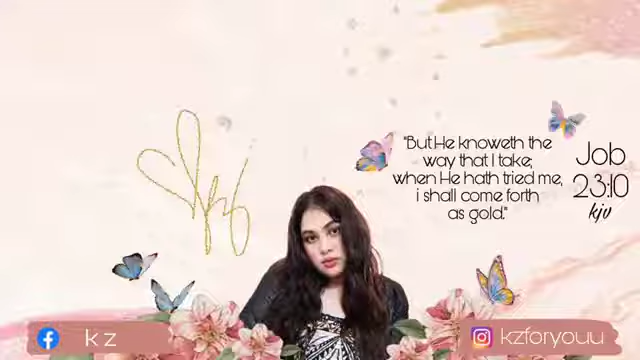 "But He knoweth the
way that I take;
when He hath tried me,
i shall come forth
as gold."
Job
23:10
kjv
kz
kzforyouu